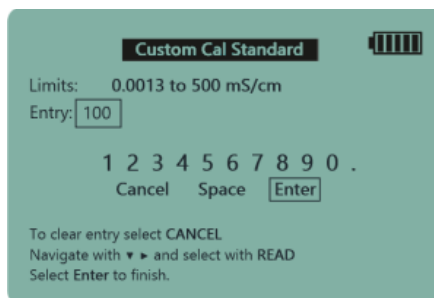 Custom Cal Standard
Limits: 0.0013 to 500 mS/cm
Entry: 100
1 2 3 4 5 6 7 8 9 0 .
Cancel Space Enter
To clear entry select CANCEL
Navigate with ▾ ▸ and select with READ
Select Enter to finish.